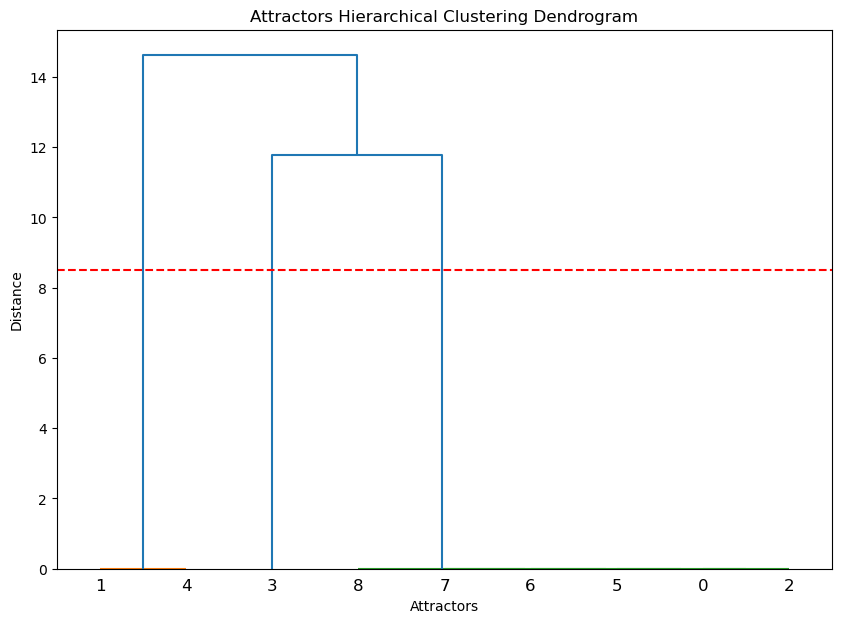 Attractors Hierarchical Clustering Dendrogram
14
12
10
8
6
4
2
0
Distance
1 4 3 8 7 6 5 0 2
Attractors